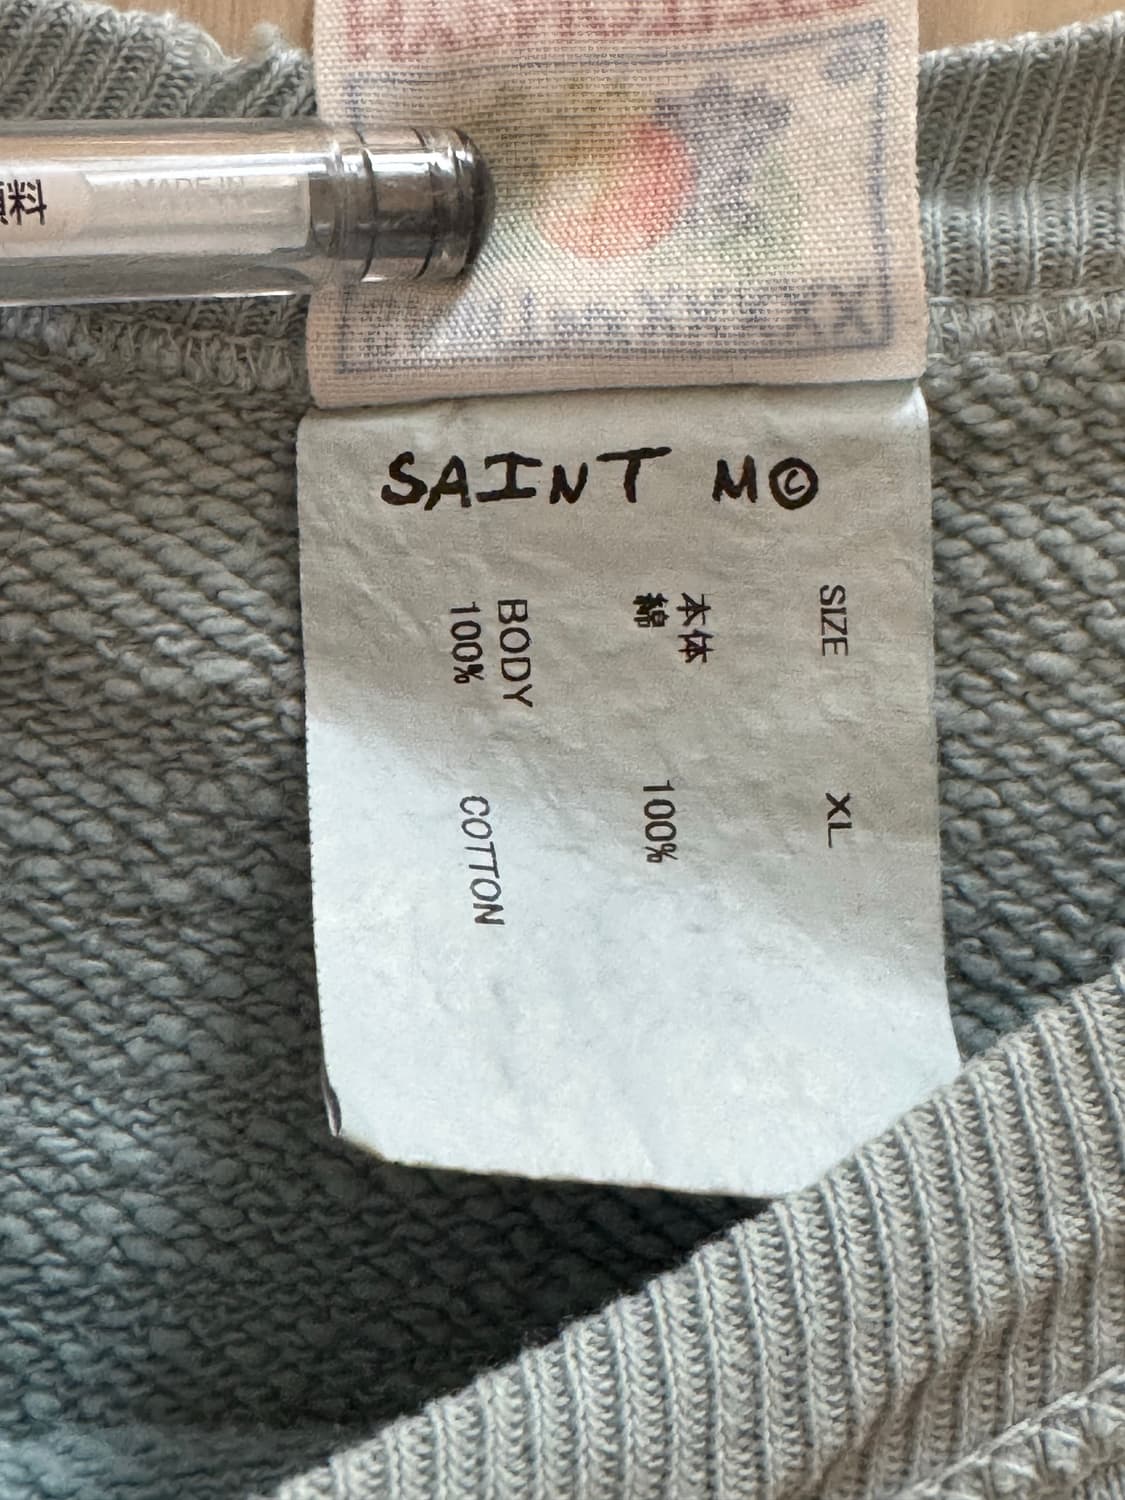 料
MADE IN
SAINT M©
SIZE XL
本体
綿 100%
BODY
100% COTTON